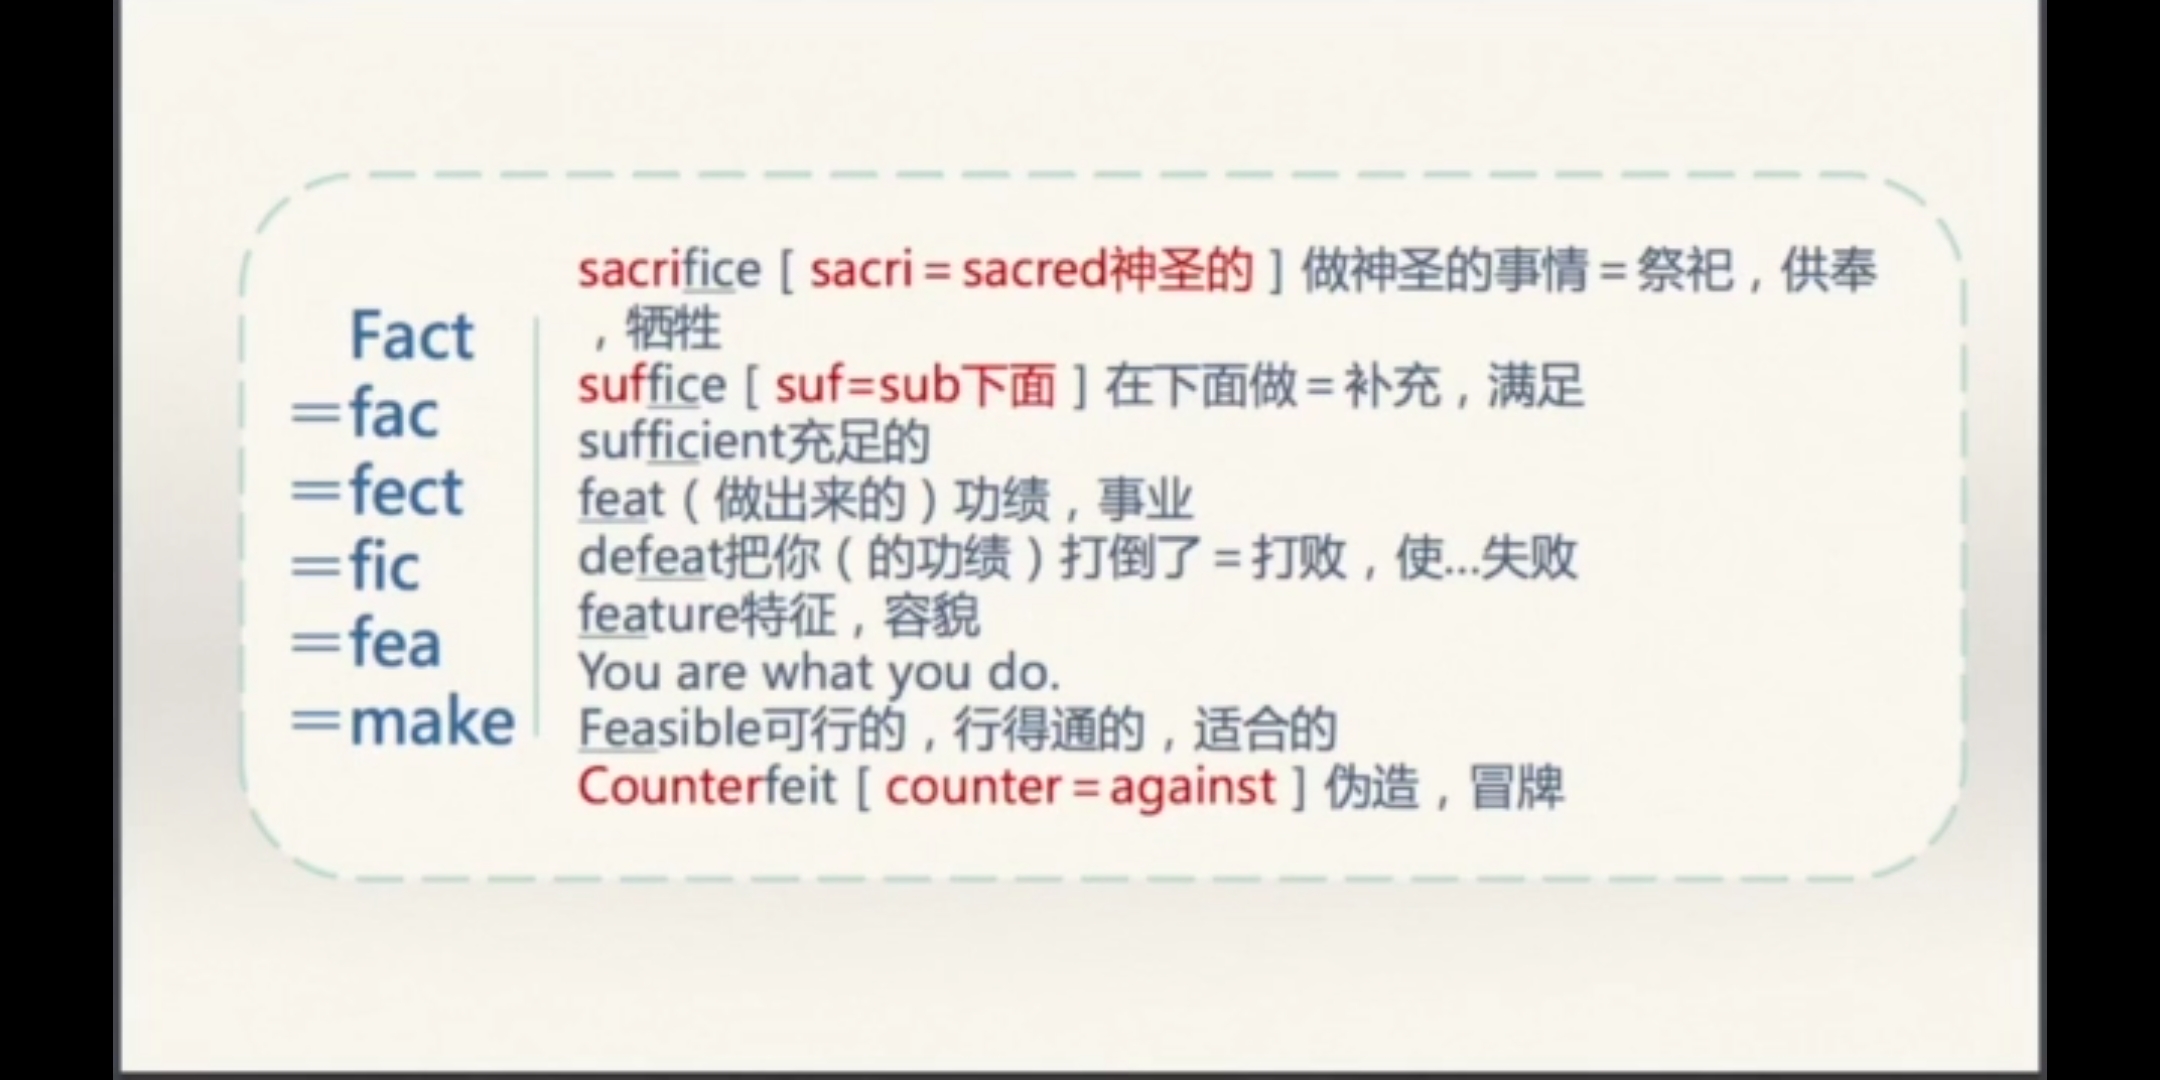 Fact
=fac
=fect
=fic
=fea
=make
sacrifice [ sacri = sacred神圣的 ] 做神圣的事情 = 祭祀，供奉
，牺牲
suffice [ suf=sub下面 ] 在下面做 = 补充，满足
sufficient充足的
feat（做出来的）功绩，事业
defeat把你（的功绩）打倒了 = 打败，使...失败
feature特征，容貌
You are what you do.
Feasible可行的，行得通的，适合的
Counterfeit [ counter = against ] 伪造，冒牌